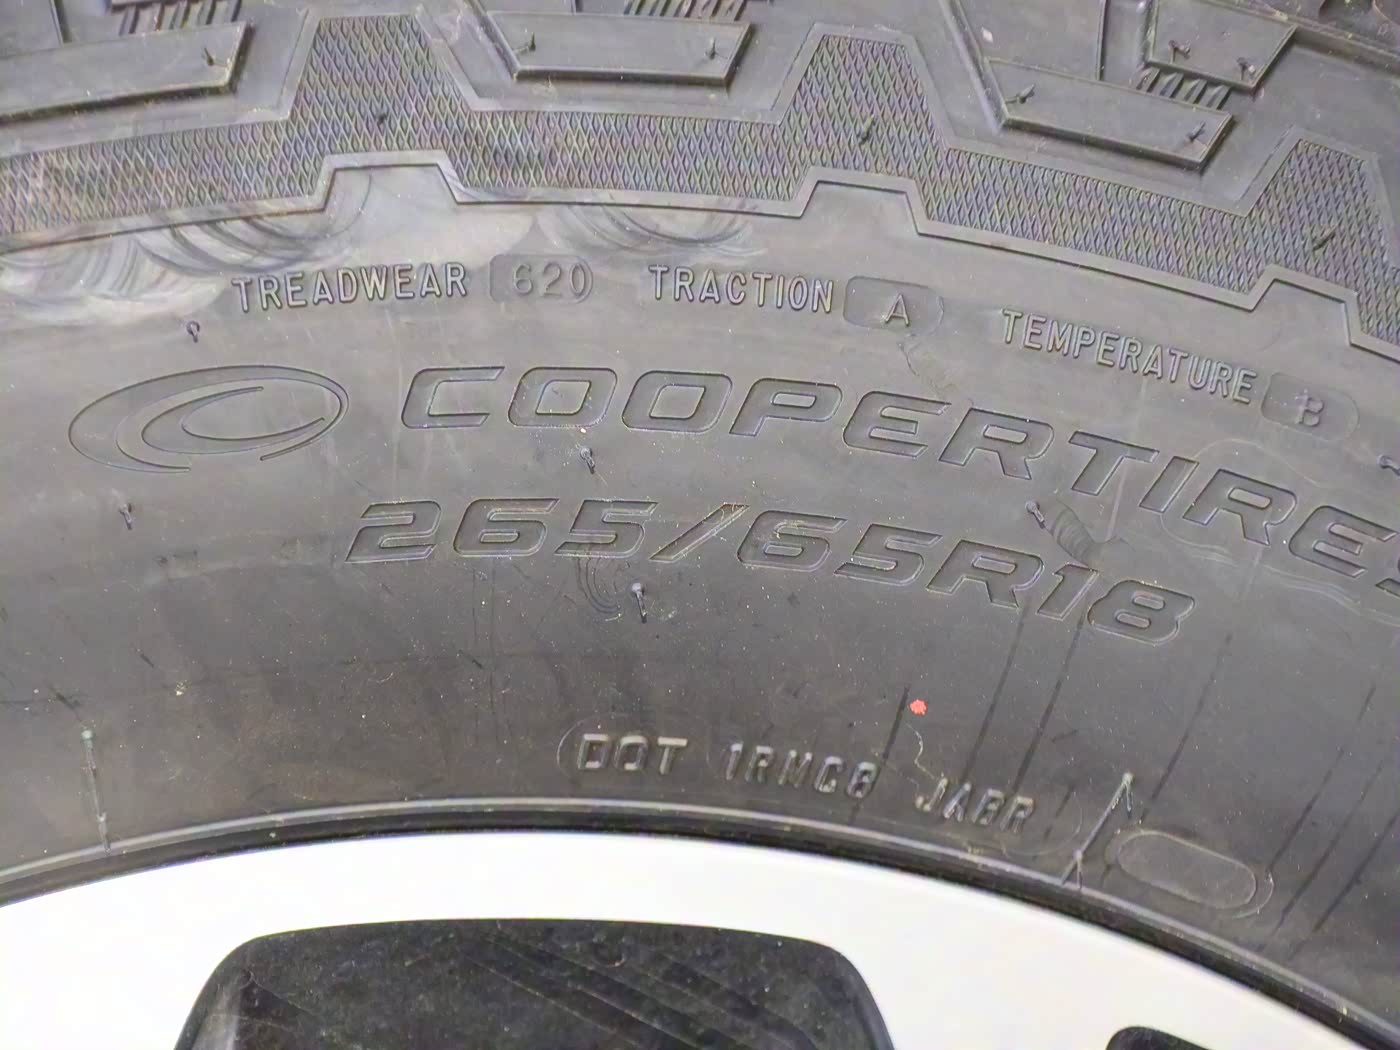 TREADWEAR 620 TRACTION A TEMPERATURE B
COOPERTIRES
265/65R18
DOT 1RMC8 JABR